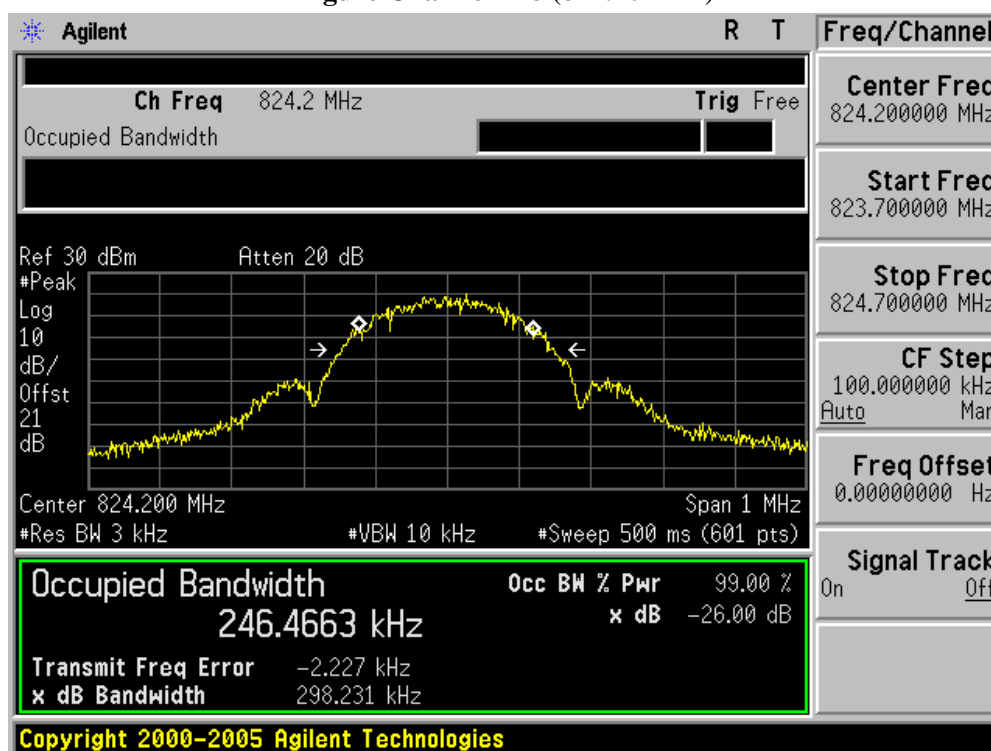 Agilent R T
Ch Freq 824.2 MHz Trig Free
Occupied Bandwidth
Ref 30 dBm Atten 20 dB
#Peak
Log
10
dB/
Offst
21
dB
Center 824.200 MHz Span 1 MHz
#Res BW 3 kHz #VBW 10 kHz #Sweep 500 ms (601 pts)
Occupied Bandwidth Occ BW % Pwr 99.00 %
246.4663 kHz x dB -26.00 dB
Transmit Freq Error -2.227 kHz
x dB Bandwidth 298.231 kHz
Copyright 2000-2005 Agilent Technologies
Freq/Channel
Center Freq
824.200000 MHz
Start Freq
823.700000 MHz
Stop Freq
824.700000 MHz
CF Step
100.000000 kHz
Auto Man
Freq Offset
0.00000000 Hz
Signal Track
On Off